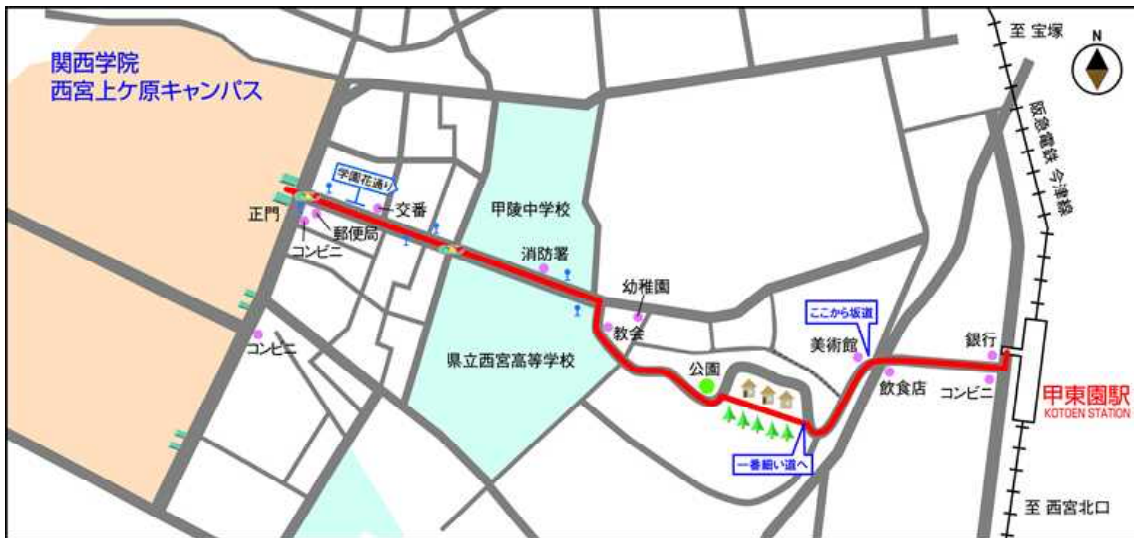 関西学院
西宮上ケ原キャンパス
至 宝塚
N
阪急電鉄 今津線
学園花通り
交番
正門
郵便局
コンビニ
甲陵中学校
消防署
幼稚園
教会
ここから坂道
美術館
銀行
コンビニ
県立西宮高等学校
公園
飲食店
コンビニ
甲東園駅
KOTOEN STATION
一番細い道へ
至 西宮北口